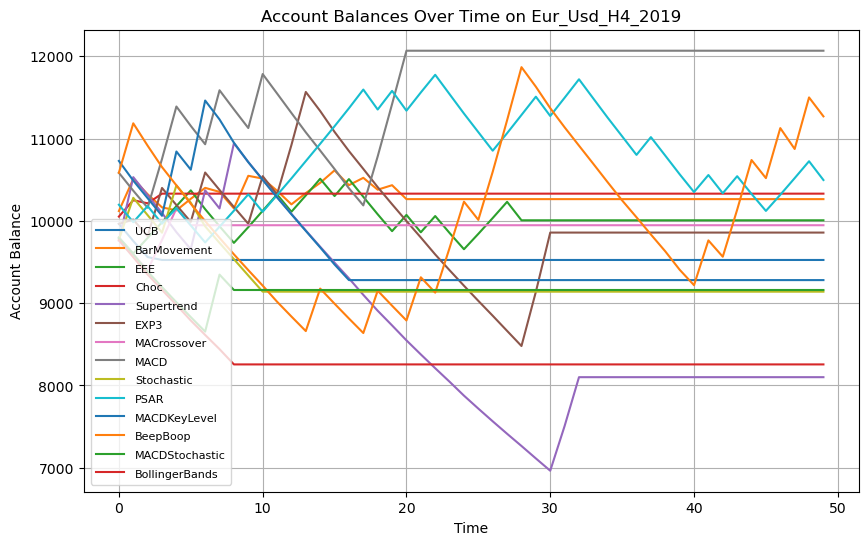 Account Balances Over Time on Eur_Usd_H4_2019
Account Balance
12000
11000
10000
9000
8000
7000
UCB
BarMovement
EEE
Choc
Supertrend
EXP3
MACrossover
MACD
Stochastic
PSAR
MACDKeyLevel
BeepBoop
MACDStochastic
BollingerBands
0
10
20
30
40
50
Time